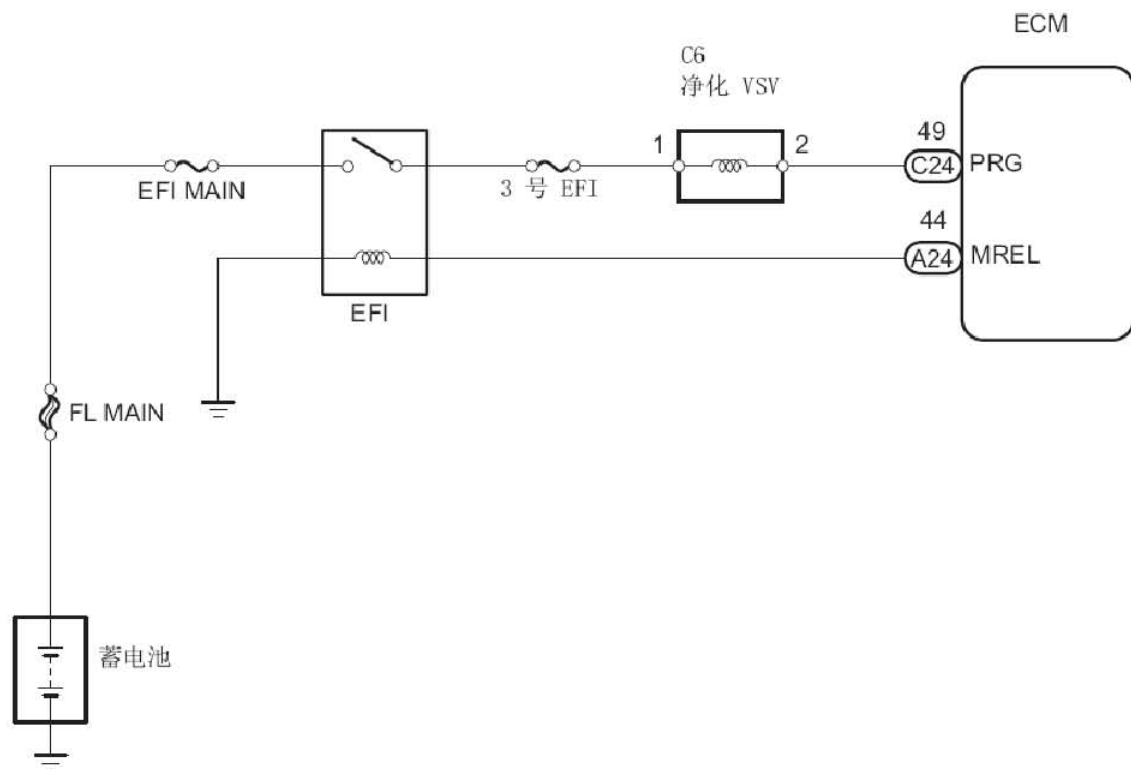 ECM
C6
净化 VSV
1
2
49
C24
PRG
EFI MAIN
3 号 EFI
44
A24
MREL
EFI
FL MAIN
蓄电池